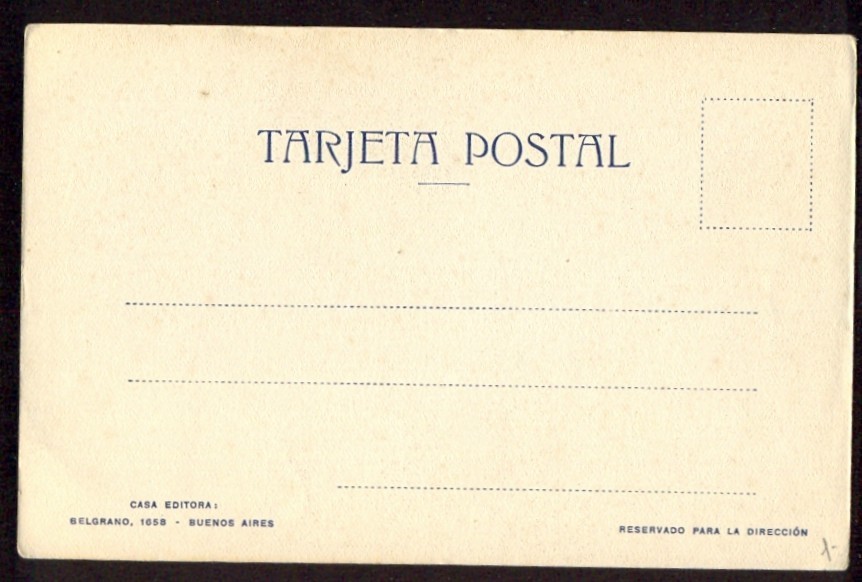 TARJETA POSTAL
CASA EDITORA:
BELGRANO, 1658 - BUENOS AIRES
RESERVADO PARA LA DIRECCIÓN